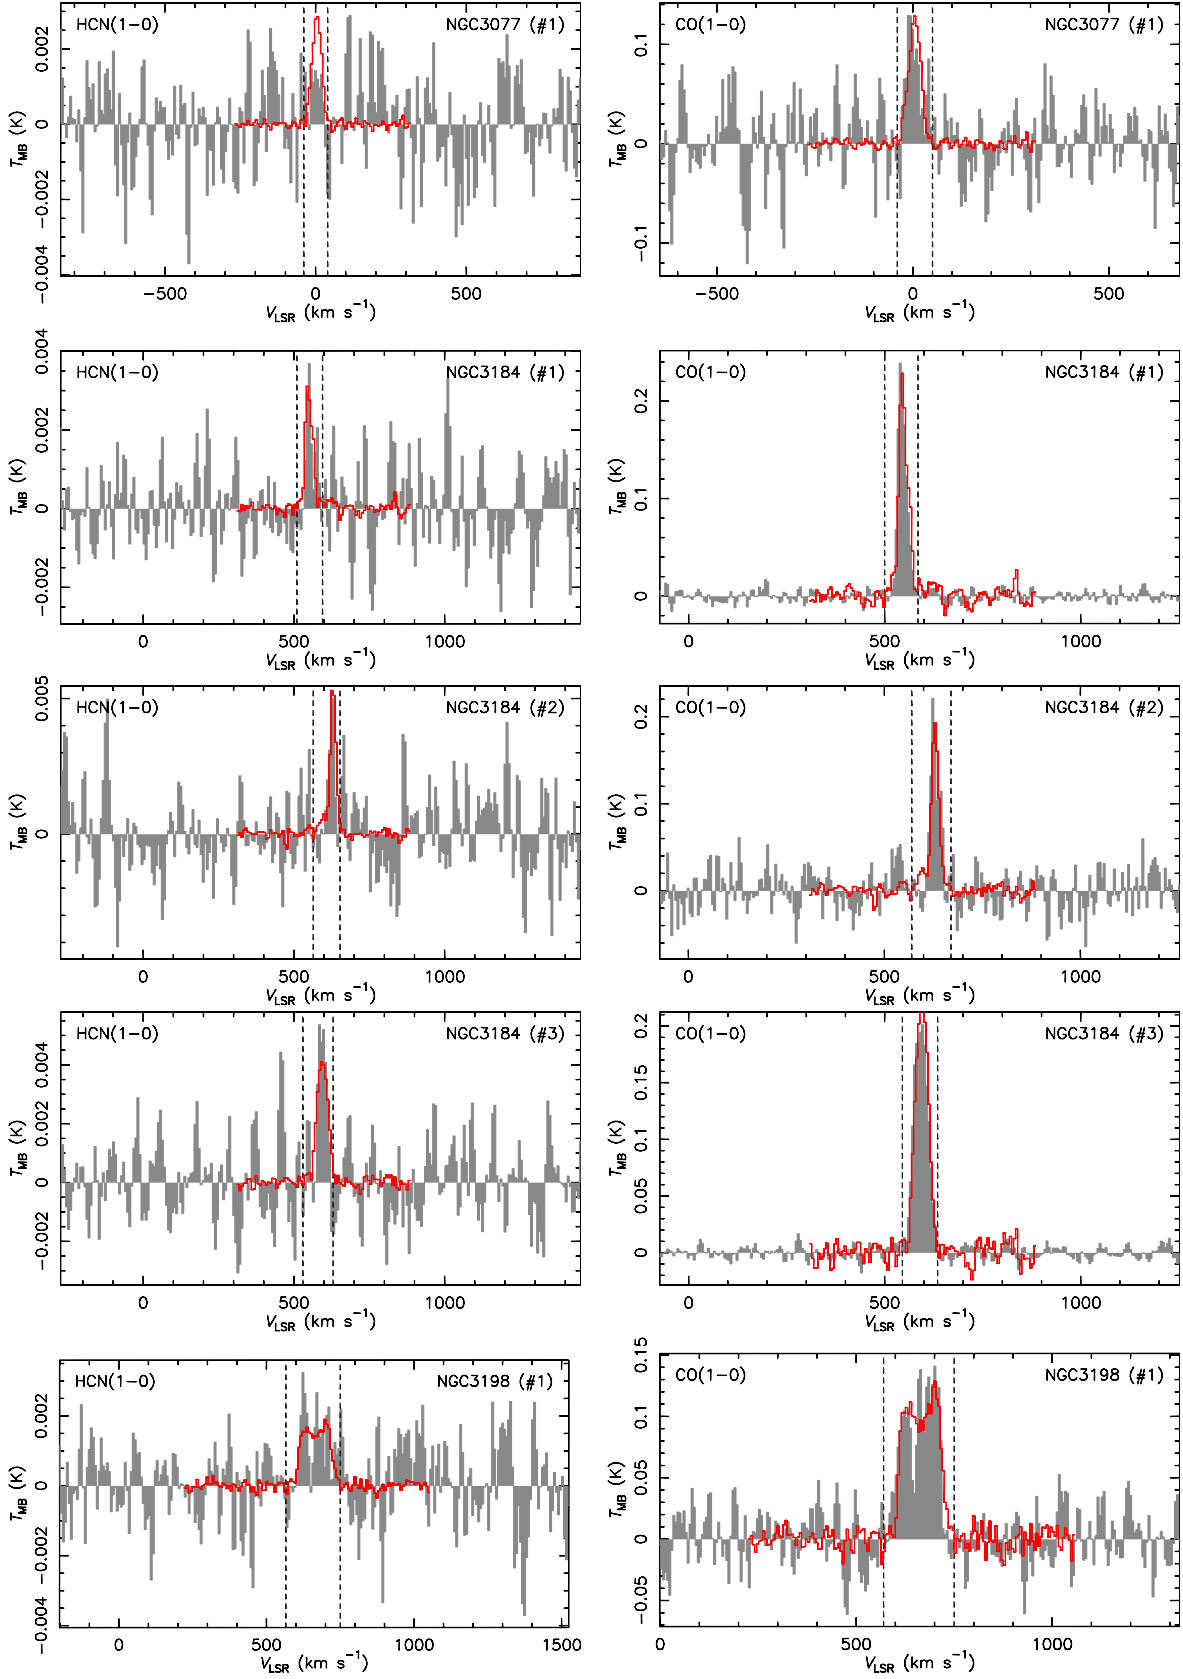 HCN(1−0) NGC3077 (#1)
0.002
0
−0.002
−0.004
T_MB (K)
−500 0 500
V_LSR (km s⁻¹)
CO(1−0) NGC3077 (#1)
0.1
0
−0.1
T_MB (K)
−500 0 500
V_LSR (km s⁻¹)
HCN(1−0) NGC3184 (#1)
0.004
0.002
0
−0.002
T_MB (K)
0 500 1000
V_LSR (km s⁻¹)
CO(1−0) NGC3184 (#1)
0.2
0.1
0
T_MB (K)
0 500 1000
V_LSR (km s⁻¹)
HCN(1−0) NGC3184 (#2)
0.005
0
T_MB (K)
0 500 1000
V_LSR (km s⁻¹)
CO(1−0) NGC3184 (#2)
0.2
0.1
0
T_MB (K)
0 500 1000
V_LSR (km s⁻¹)
HCN(1−0) NGC3184 (#3)
0.004
0.002
0
−0.002
T_MB (K)
0 500 1000
V_LSR (km s⁻¹)
CO(1−0) NGC3184 (#3)
0.2
0.15
0.1
0.05
0
T_MB (K)
0 500 1000
V_LSR (km s⁻¹)
HCN(1−0) NGC3198 (#1)
0.002
0
−0.002
−0.004
T_MB (K)
0 500 1000 1500
V_LSR (km s⁻¹)
CO(1−0) NGC3198 (#1)
0.15
0.1
0.05
0
−0.05
T_MB (K)
0 500 1000
V_LSR (km s⁻¹)